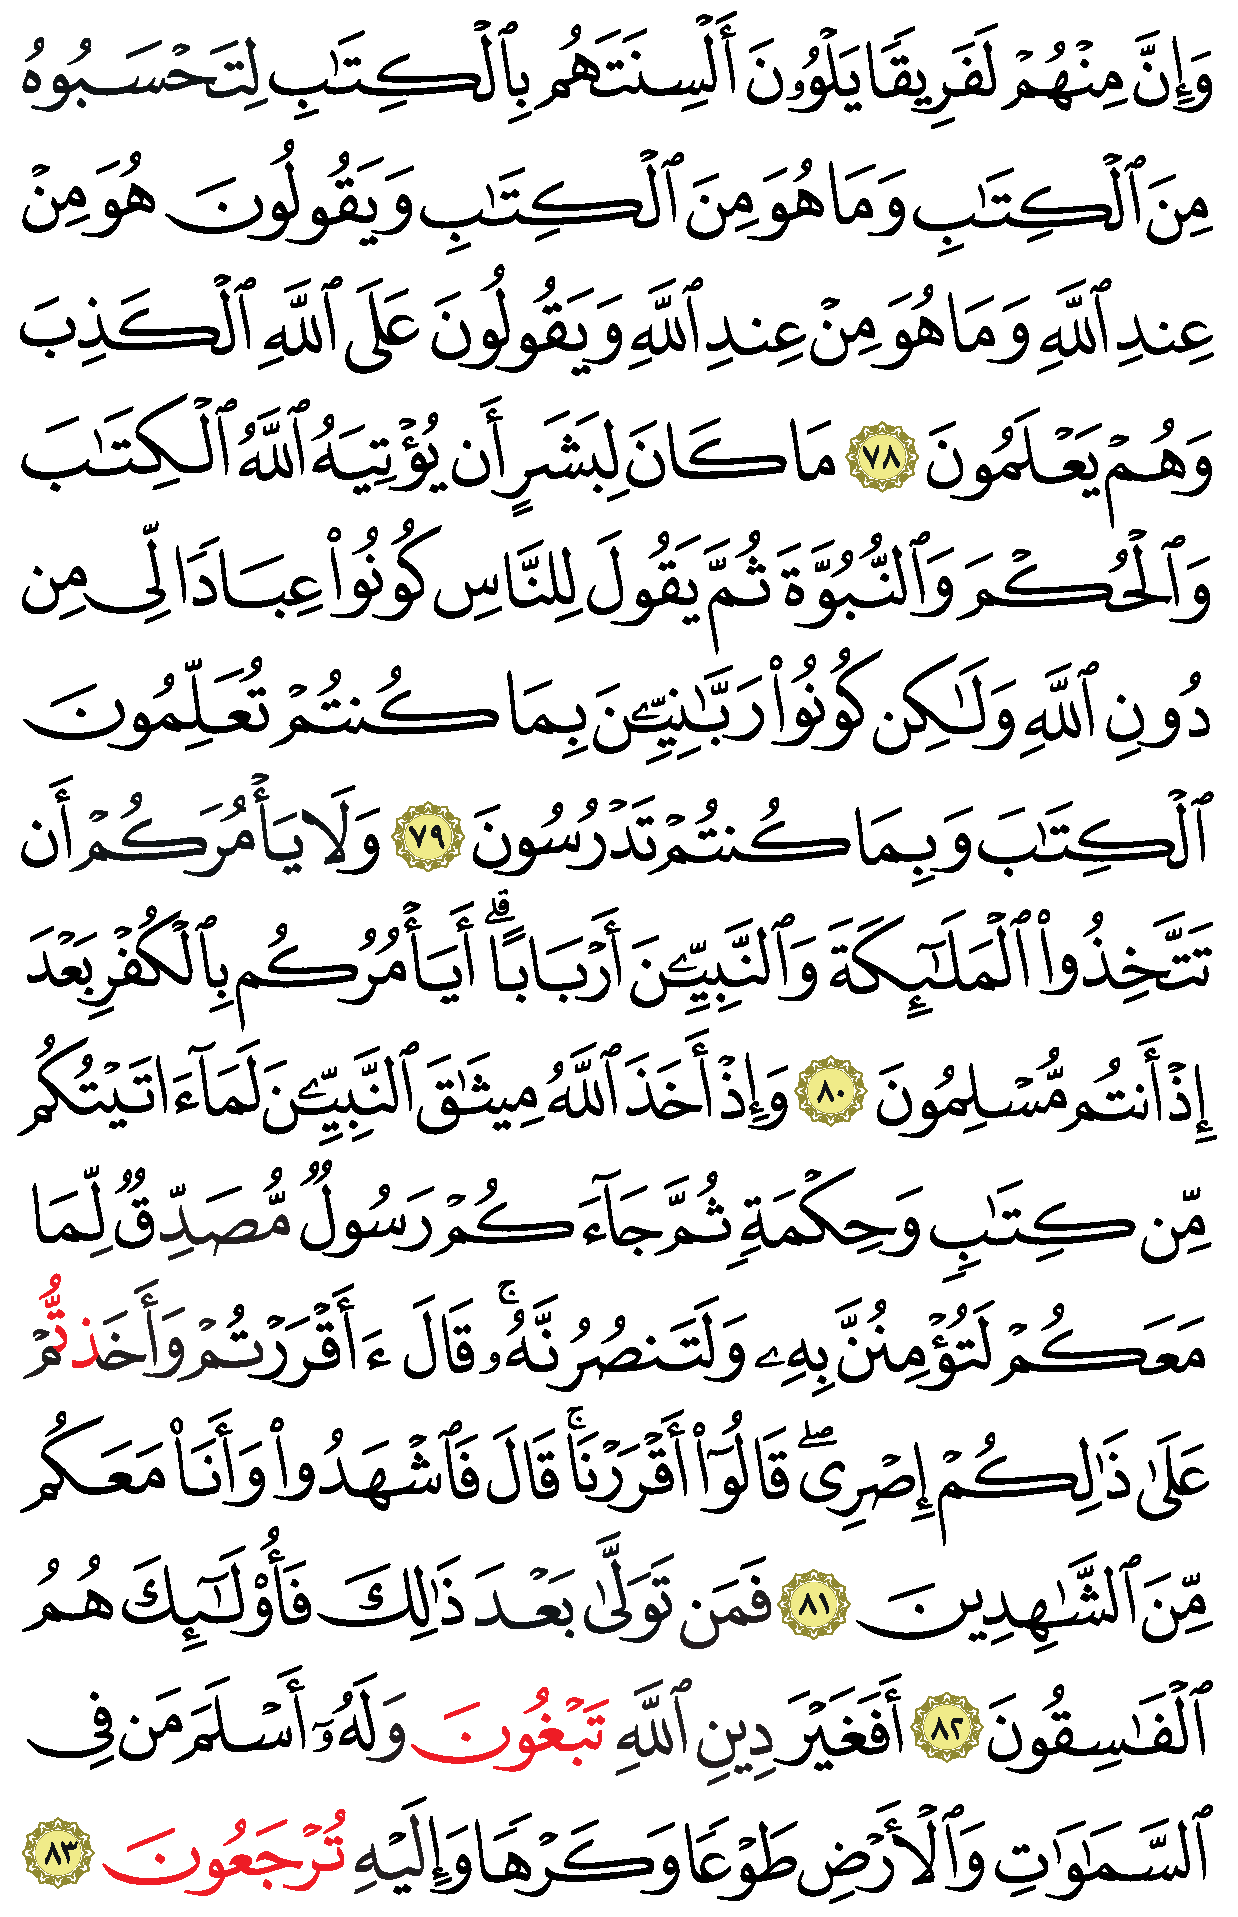 وَإِنَّ مِنْهُمْ لَفَرِيقًا يَلْوُۥنَ أَلْسِنَتَهُم بِٱلْكِتَٰبِ لِتَحْسَبُوهُ
مِنَ ٱلْكِتَٰبِ وَمَا هُوَ مِنَ ٱلْكِتَٰبِ وَيَقُولُونَ هُوَ مِنْ
عِندِ ٱللَّهِ وَمَا هُوَ مِنْ عِندِ ٱللَّهِ وَيَقُولُونَ عَلَى ٱللَّهِ ٱلْكَذِبَ
وَهُمْ يَعْلَمُونَ ٧٨ مَا كَانَ لِبَشَرٍ أَن يُؤْتِيَهُ ٱللَّهُ ٱلْكِتَٰبَ
وَٱلْحُكْمَ وَٱلنُّبُوَّةَ ثُمَّ يَقُولَ لِلنَّاسِ كُونُوا۟ عِبَادًا لِّى مِن
دُونِ ٱللَّهِ وَلَٰكِن كُونُوا۟ رَبَّٰنِيِّۦنَ بِمَا كُنتُمْ تُعَلِّمُونَ
ٱلْكِتَٰبَ وَبِمَا كُنتُمْ تَدْرُسُونَ ٧٩ وَلَا يَأْمُرَكُمْ أَن
تَتَّخِذُوا۟ ٱلْمَلَٰٓئِكَةَ وَٱلنَّبِيِّۦنَ أَرْبَابًا ۗ أَيَأْمُرُكُم بِٱلْكُفْرِ بَعْدَ
إِذْ أَنتُم مُّسْلِمُونَ ٨٠ وَإِذْ أَخَذَ ٱللَّهُ مِيثَٰقَ ٱلنَّبِيِّۦنَ لَمَآ ءَاتَيْتُكُم
مِّن كِتَٰبٍ وَحِكْمَةٍ ثُمَّ جَآءَكُمْ رَسُولٌ مُّصَدِّقٌ لِّمَا
مَعَكُمْ لَتُؤْمِنُنَّ بِهِۦ وَلَتَنصُرُنَّهُۥ ۚ قَالَ ءَأَقْرَرْتُمْ وَأَخَذتُّمْ
عَلَىٰ ذَٰلِكُمْ إِصْرِى ۖ قَالُوٓا۟ أَقْرَرْنَا ۚ قَالَ فَٱشْهَدُوا۟ وَأَنَا۠ مَعَكُم
مِّنَ ٱلشَّٰهِدِينَ ٨١ فَمَن تَوَلَّىٰ بَعْدَ ذَٰلِكَ فَأُو۟لَٰٓئِكَ هُمُ
ٱلْفَٰسِقُونَ ٨٢ أَفَغَيْرَ دِينِ ٱللَّهِ تَبْغُونَ وَلَهُۥٓ أَسْلَمَ مَن فِى
ٱلسَّمَٰوَٰتِ وَٱلْأَرْضِ طَوْعًا وَكَرْهًا وَإِلَيْهِ تُرْجَعُونَ ٨٣